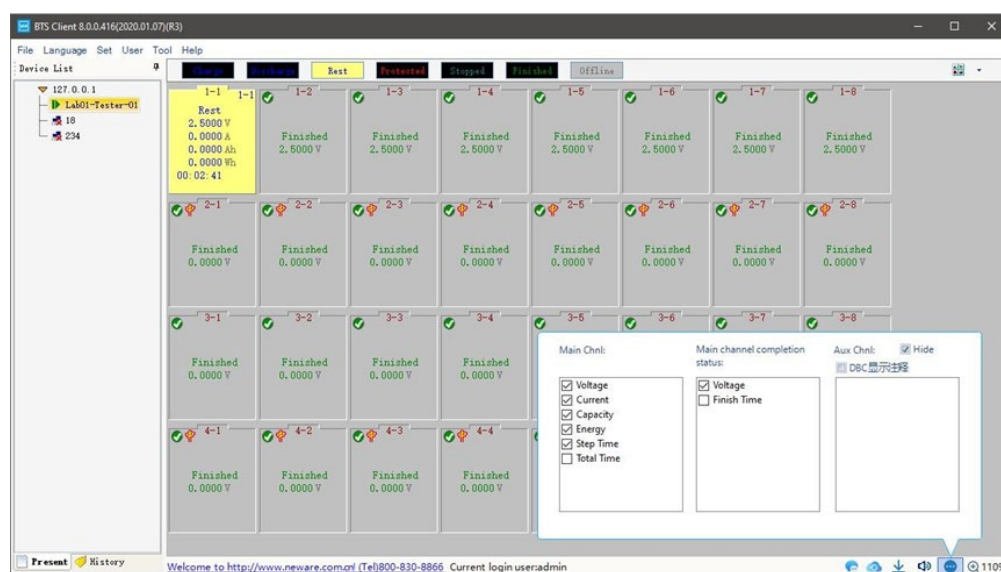 BTS Client 8.0.0.416(2020.01.07)(R3)
File Language Set User Tool Help
Device List
Charge Discharge Rest Protected Stopped Finished Offline
127.0.0.1
Lab01-Tester-01
18
234
1-1 1-1
Rest
2.5000 V
0.0000 A
0.0000 Ah
0.0000 Wh
00:02:41
1-2 1-3 1-4 1-5 1-6 1-7 1-8
Finished Finished Finished Finished Finished Finished Finished
2.5000 V 2.5000 V 2.5000 V 2.5000 V 2.5000 V 2.5000 V 2.5000 V
2-1 2-2 2-3 2-4 2-5 2-6 2-7 2-8
Finished Finished Finished Finished Finished Finished Finished Finished
0.0000 V 0.0000 V 0.0000 V 0.0000 V 0.0000 V 0.0000 V 0.0000 V 0.0000 V
3-1 3-2 3-3 3-4 3-5 3-6 3-7 3-8
Finished Finished Finished Finished
0.0000 V 0.0000 V 0.0000 V 0.0000 V
4-1 4-2 4-3 4-4
Finished Finished Finished Finished
0.0000 V 0.0000 V 0.0000 V 0.0000 V
Main Chnl:
Voltage
Current
Capacity
Energy
Step Time
Total Time
Main channel completion
status:
Voltage
Finish Time
Aux Chnl: Hide
DBC显示注释
Present History
Welcome to http://www.neware.com.cn! (Tel)800-830-8866 Current login user:admin